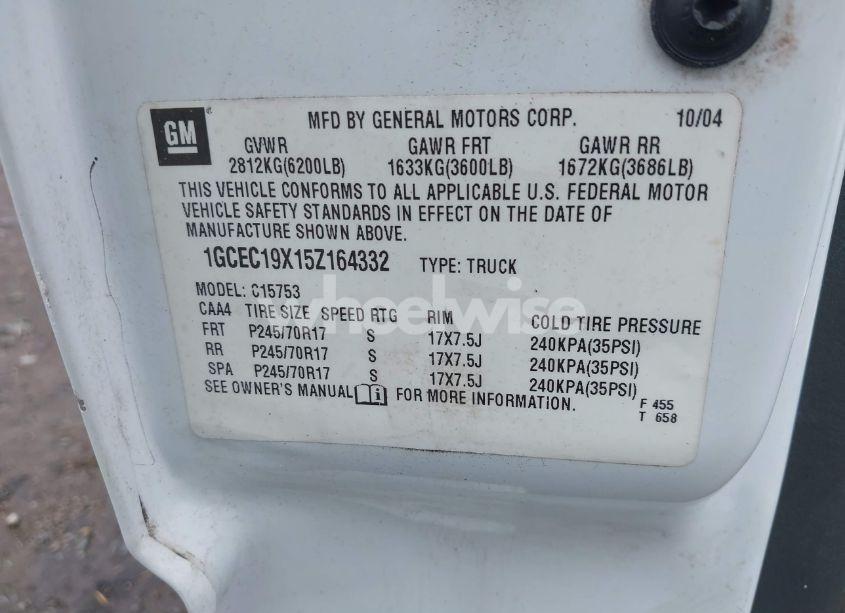 GM
MFD BY GENERAL MOTORS CORP. 10/04
GVWR GAWR FRT GAWR RR
2812KG(6200LB) 1633KG(3600LB) 1672KG(3686LB)
THIS VEHICLE CONFORMS TO ALL APPLICABLE U.S. FEDERAL MOTOR
VEHICLE SAFETY STANDARDS IN EFFECT ON THE DATE OF
MANUFACTURE SHOWN ABOVE.
1GCEC19X15Z164332 TYPE: TRUCK
MODEL: C15753
CAA4 TIRE SIZE SPEED RTG RIM COLD TIRE PRESSURE
FRT P245/70R17 S 17X7.5J 240KPA(35PSI)
RR P245/70R17 S 17X7.5J 240KPA(35PSI)
SPA P245/70R17 S 17X7.5J 240KPA(35PSI)
SEE OWNER'S MANUAL FOR MORE INFORMATION.
F 455
T 658
wheelwise